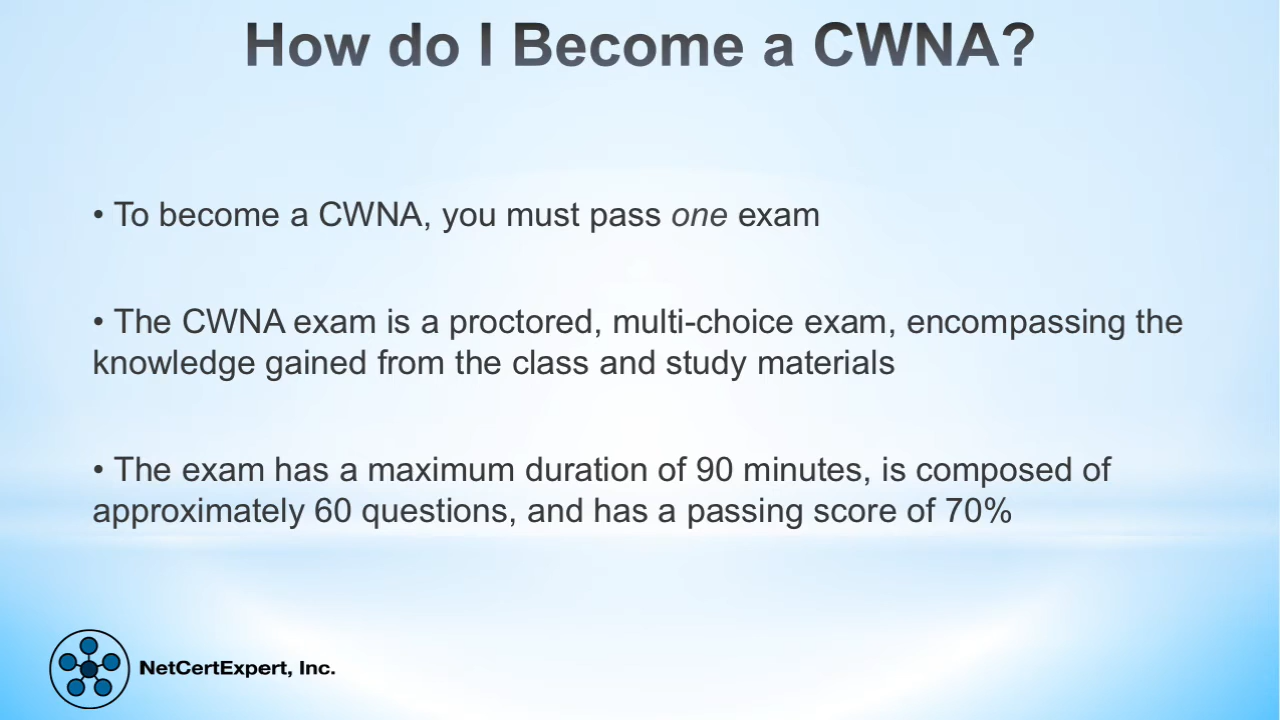 How do I Become a CWNA?
• To become a CWNA, you must pass one exam
• The CWNA exam is a proctored, multi-choice exam, encompassing the
knowledge gained from the class and study materials
• The exam has a maximum duration of 90 minutes, is composed of
approximately 60 questions, and has a passing score of 70%
NetCertExpert, Inc.